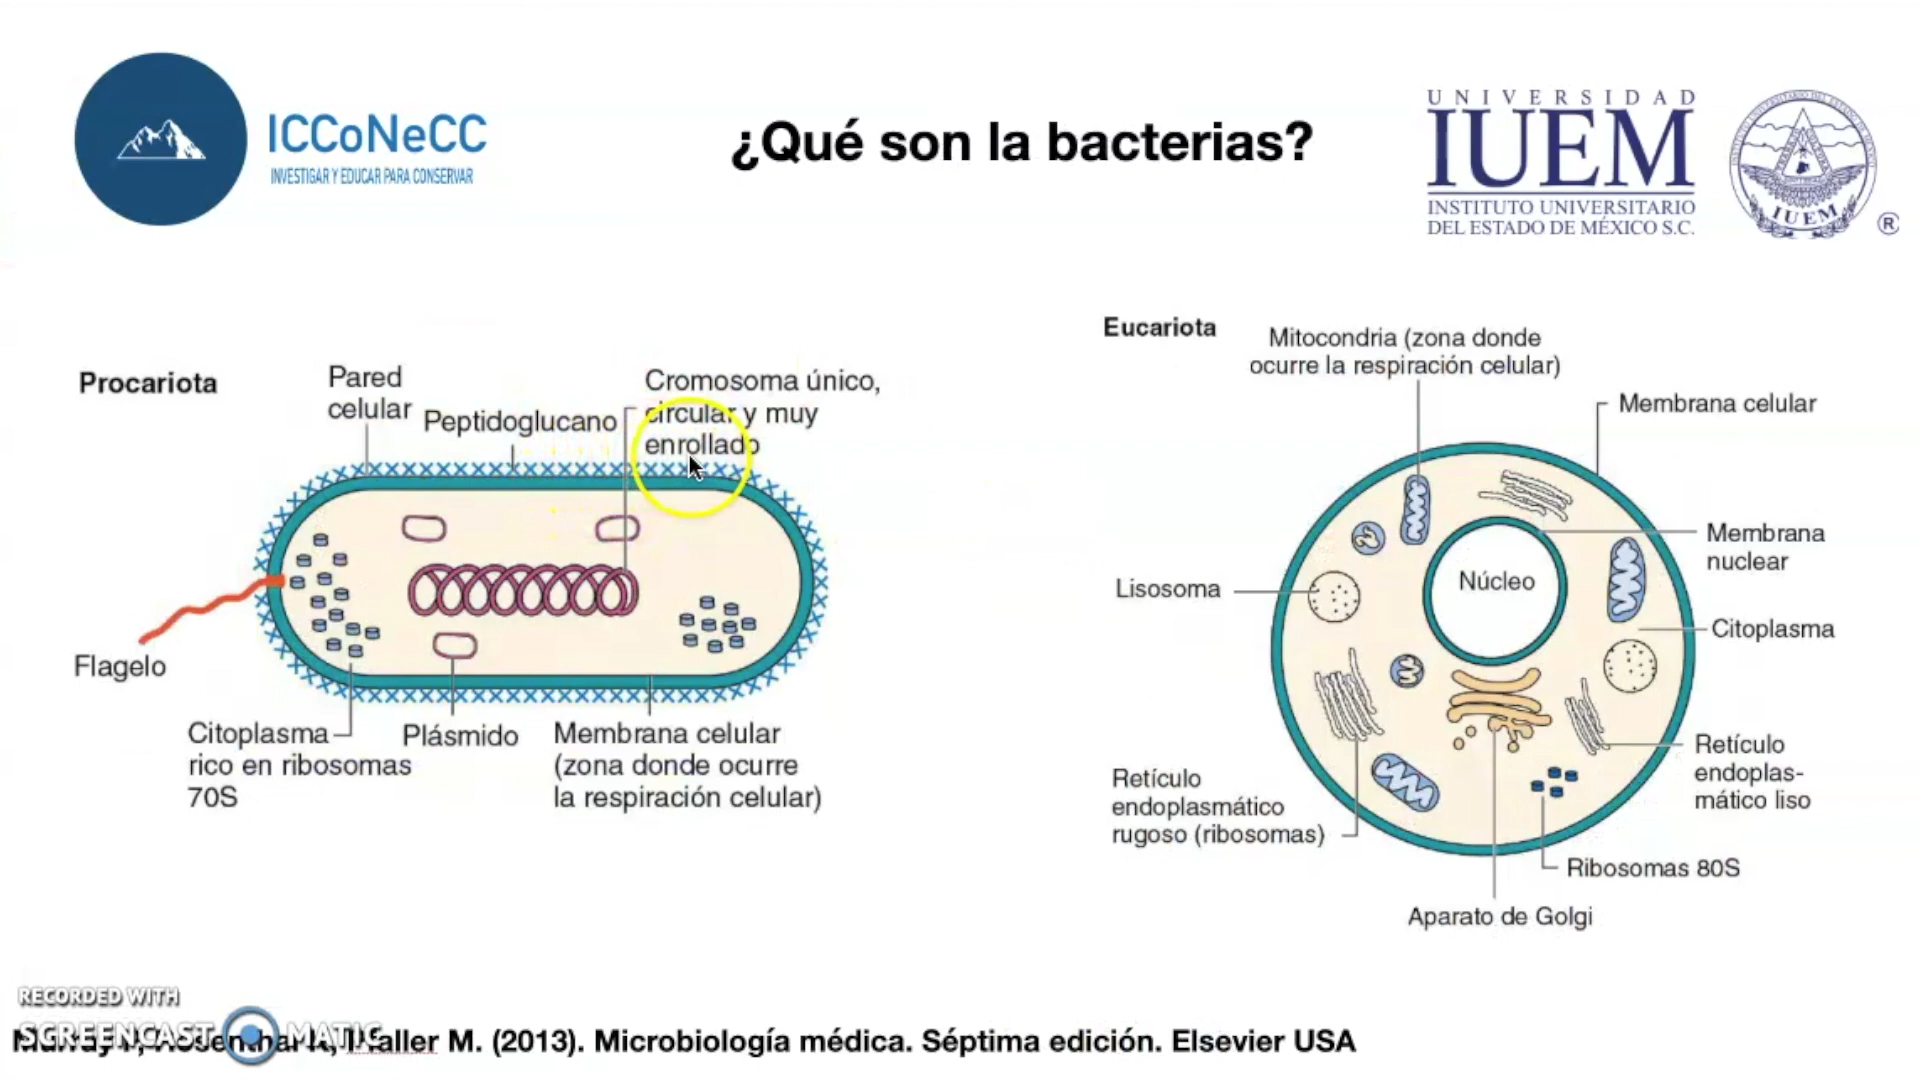 ICCoNeCC
INVESTIGAR Y EDUCAR PARA CONSERVAR
¿Qué son la bacterias?
UNIVERSIDAD
IUEM
INSTITUTO UNIVERSITARIO
DEL ESTADO DE MÉXICO S.C.
IUEM
®
Procariota
Pared
celular
Peptidoglucano
Cromosoma único,
circular y muy
enrollado
Flagelo
Citoplasma
rico en ribosomas
70S
Plásmido
Membrana celular
(zona donde ocurre
la respiración celular)
Eucariota
Mitocondria (zona donde
ocurre la respiración celular)
Membrana celular
Membrana
nuclear
Núcleo
Lisosoma
Citoplasma
Retículo
endoplasmático
rugoso (ribosomas)
Retículo
endoplas-
mático liso
Ribosomas 80S
Aparato de Golgi
RECORDED WITH
SCREENCAST MATIC
M. (2013). Microbiología médica. Séptima edición. Elsevier USA